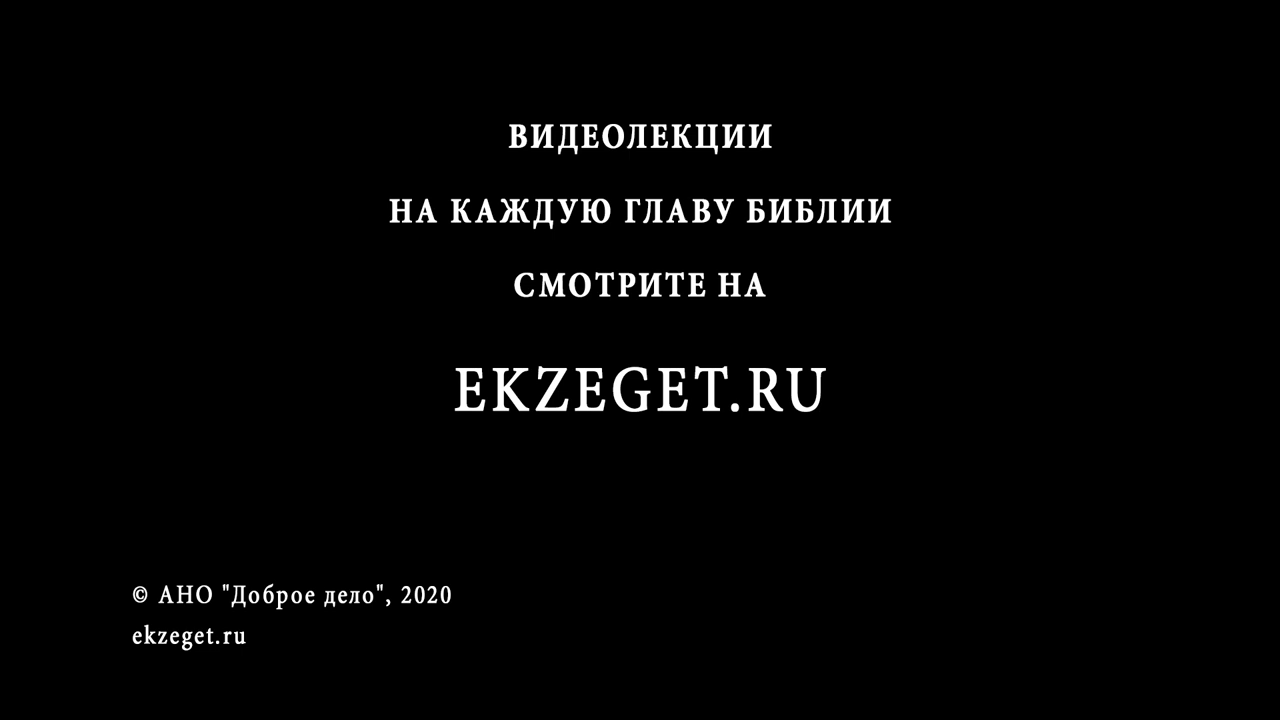 ВИДЕОЛЕКЦИИ
НА КАЖДУЮ ГЛАВУ БИБЛИИ
СМОТРИТЕ НА
EKZEGET.RU
© АНО "Доброе дело", 2020
ekzeget.ru